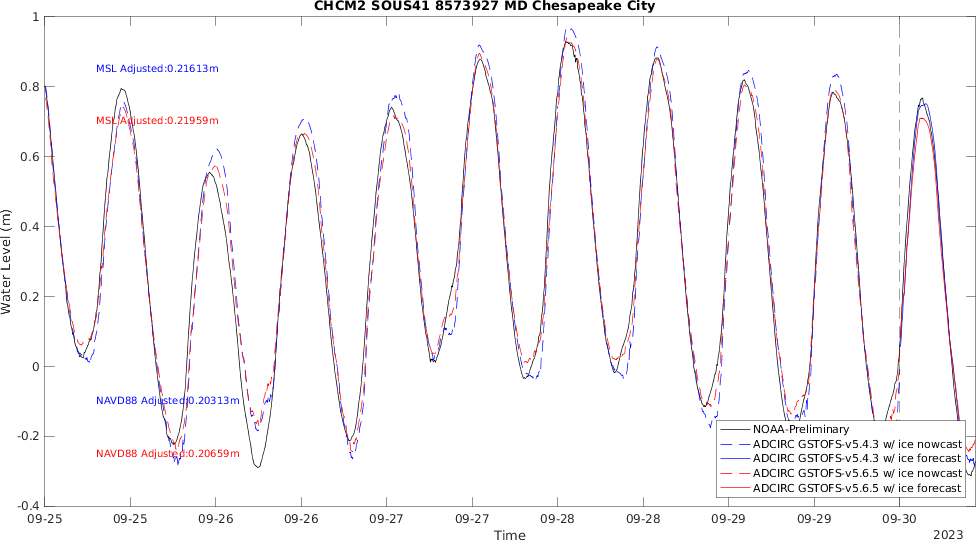 CHCM2 SOUS41 8573927 MD Chesapeake City
1
0.8
0.6
0.4
0.2
0
-0.2
-0.4
Water Level (m)
MSL Adjusted:0.21613m
MSL Adjusted:0.21959m
NAVD88 Adjusted:0.20313m
NAVD88 Adjusted:0.20659m
NOAA-Preliminary
ADCIRC GSTOFS-v5.4.3 w/ ice nowcast
ADCIRC GSTOFS-v5.4.3 w/ ice forecast
ADCIRC GSTOFS-v5.6.5 w/ ice nowcast
ADCIRC GSTOFS-v5.6.5 w/ ice forecast
09-25 09-25 09-26 09-26 09-27 09-27 09-28 09-28 09-29 09-29 09-30
Time
2023